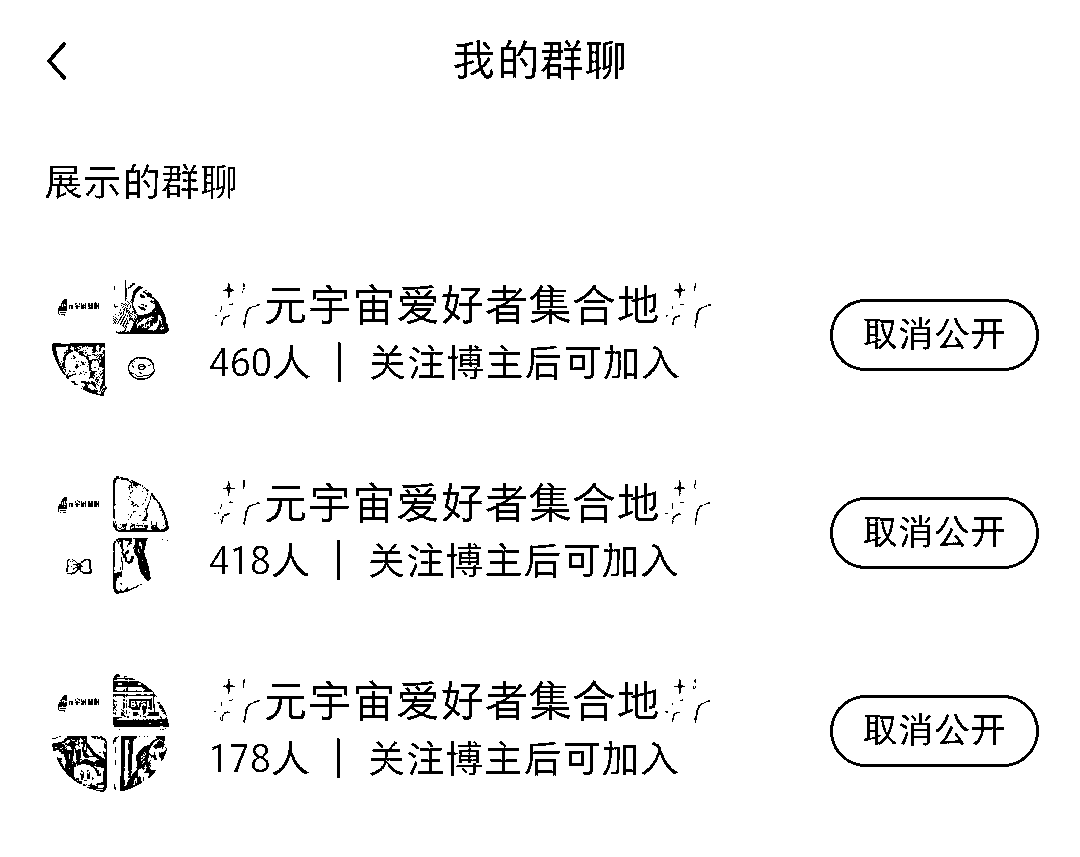 我的群聊
展示的群聊
元宇宙爱好者集合地
460人 | 关注博主后可加入
取消公开
元宇宙爱好者集合地
418人 | 关注博主后可加入
取消公开
元宇宙爱好者集合地
178人 | 关注博主后可加入
取消公开